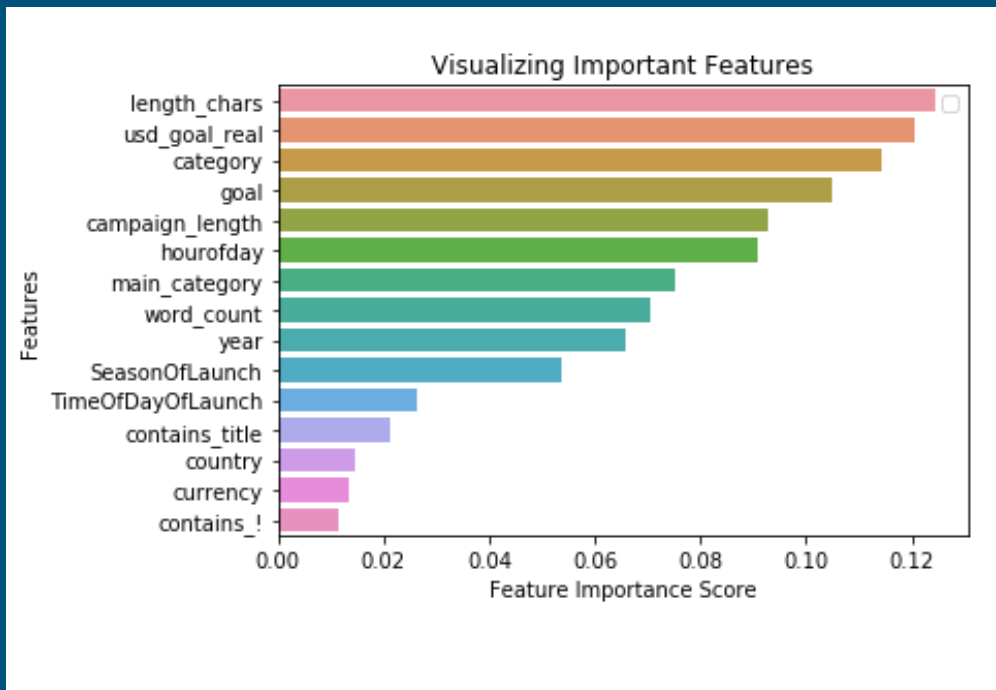 Visualizing Important Features
length_chars
usd_goal_real
category
goal
campaign_length
hourofday
main_category
word_count
year
SeasonOfLaunch
TimeOfDayOfLaunch
contains_title
country
currency
contains_!
Features
0.00 0.02 0.04 0.06 0.08 0.10 0.12
Feature Importance Score